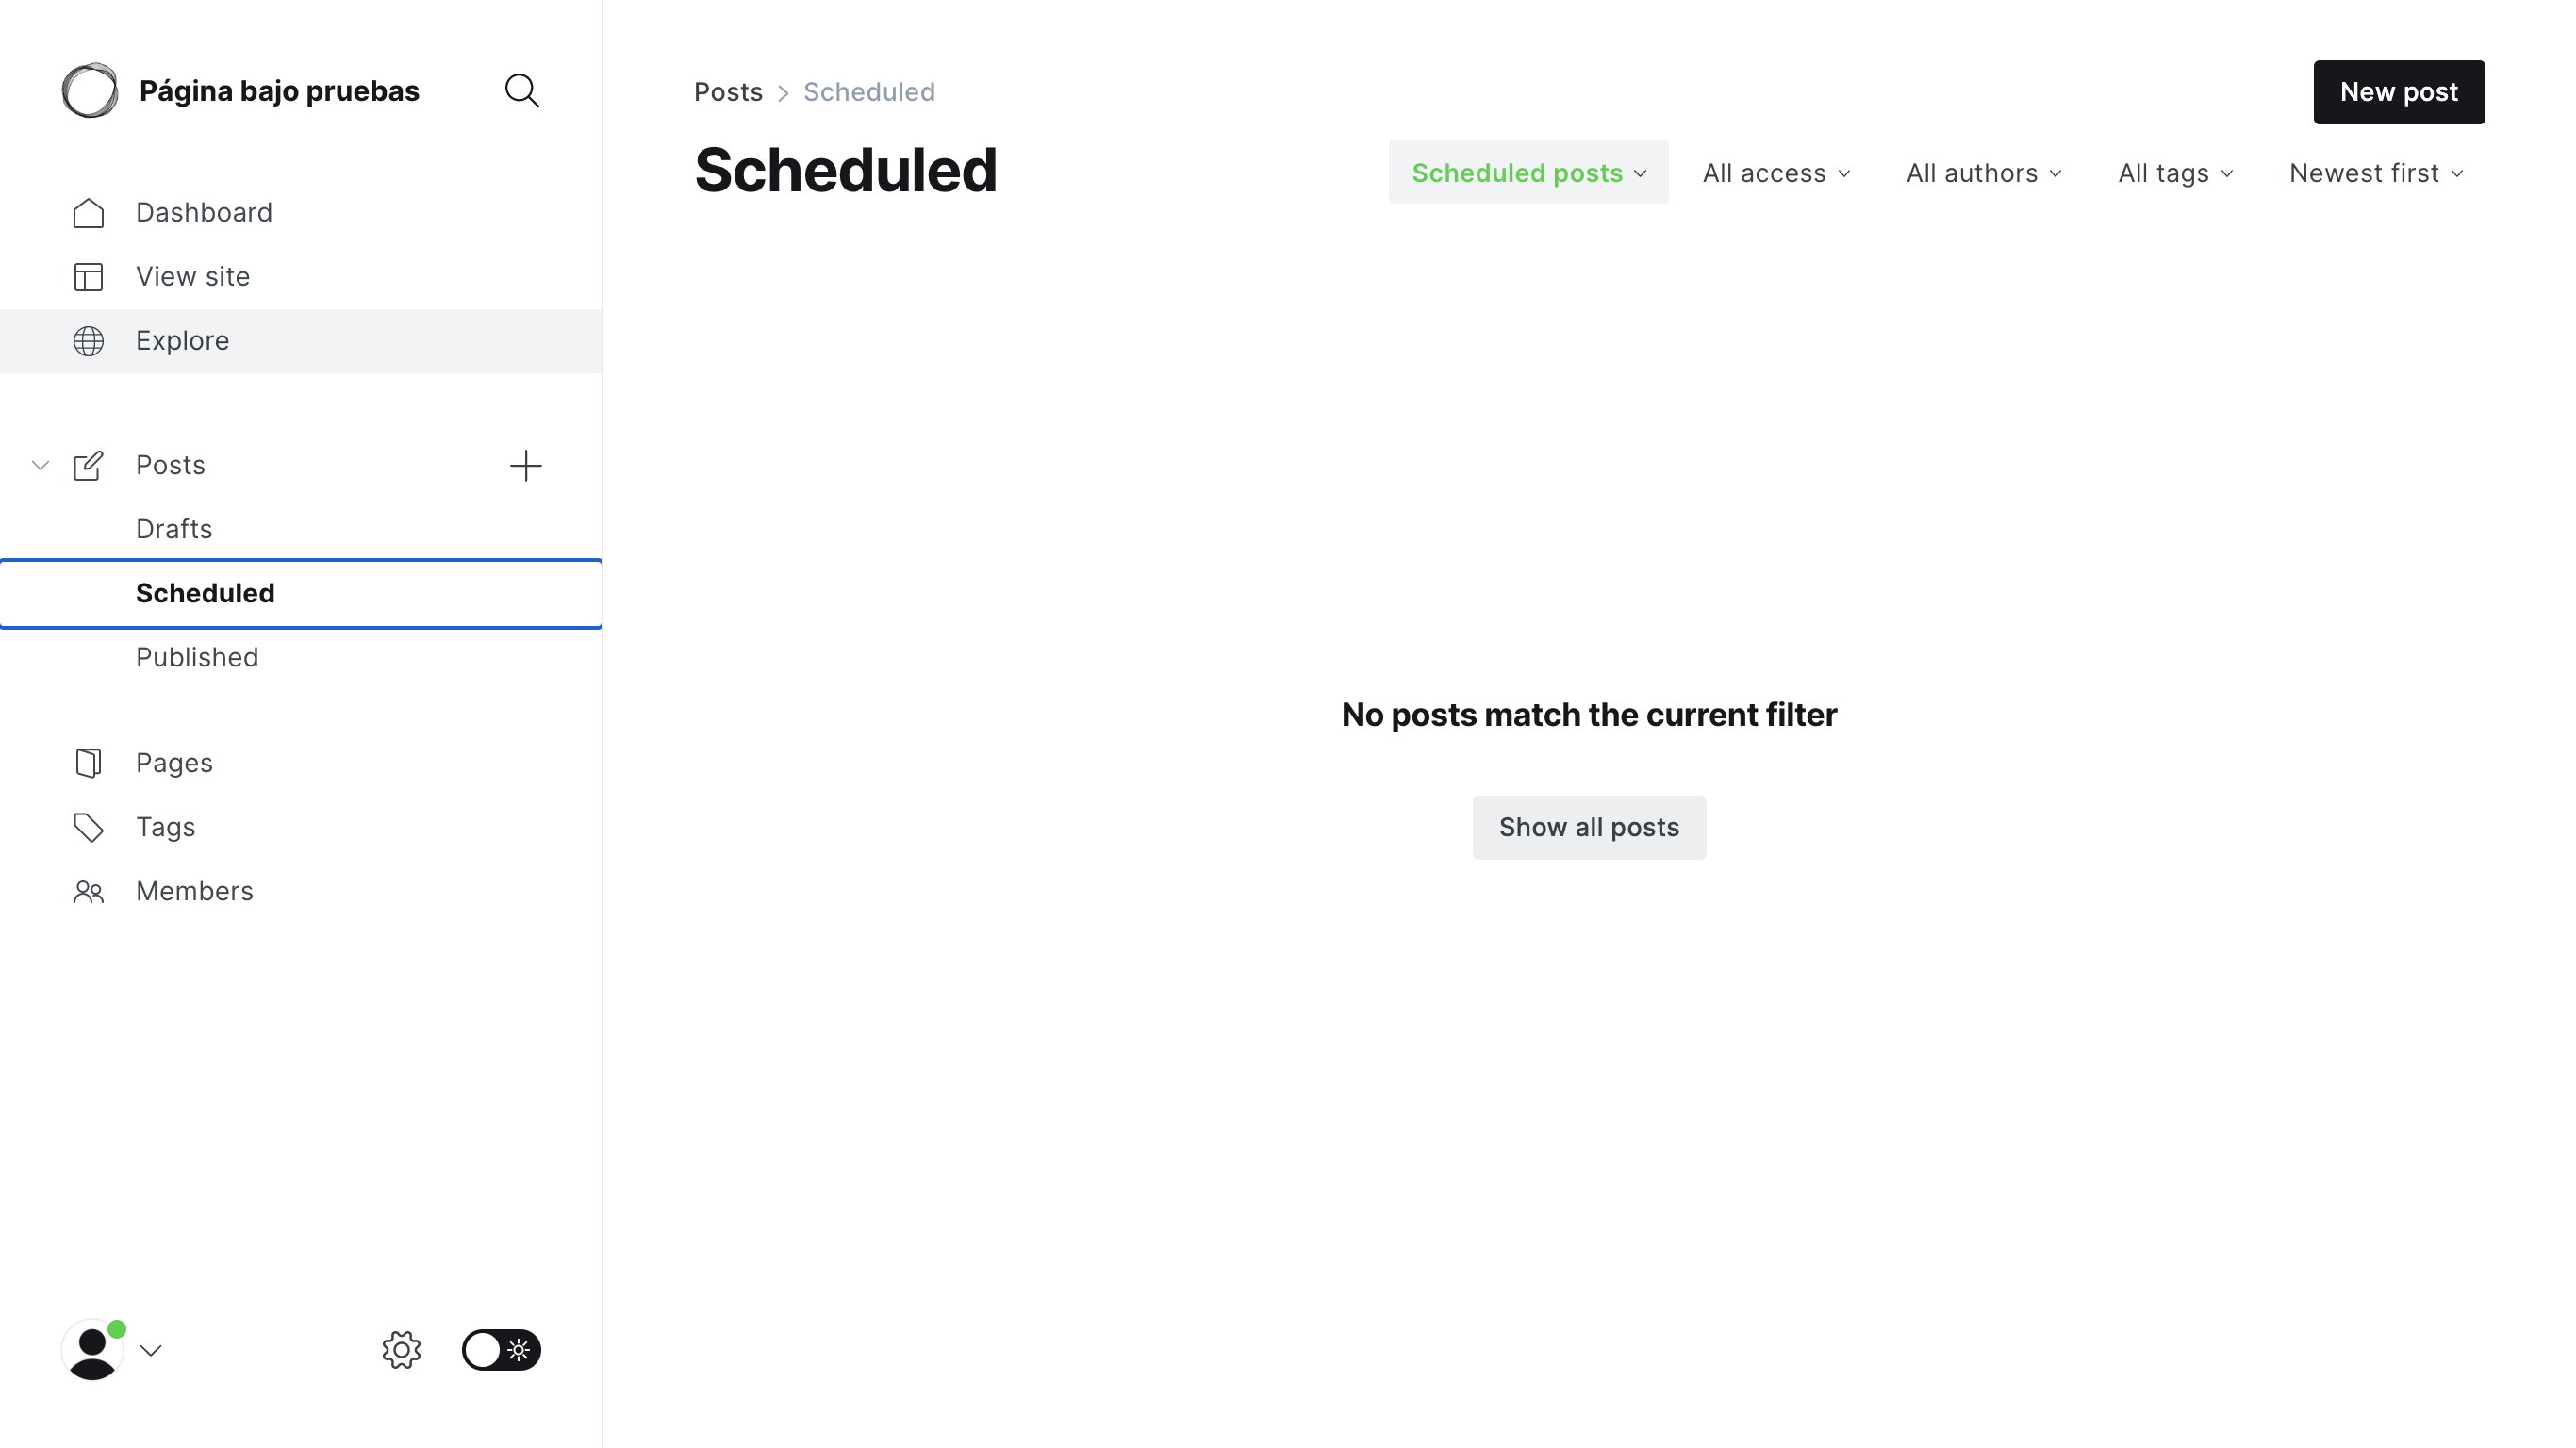 Página bajo pruebas
Dashboard
View site
Explore
Posts
Drafts
Scheduled
Published
Pages
Tags
Members
Posts > Scheduled
New post
Scheduled
Scheduled posts
All access
All authors
All tags
Newest first
No posts match the current filter
Show all posts